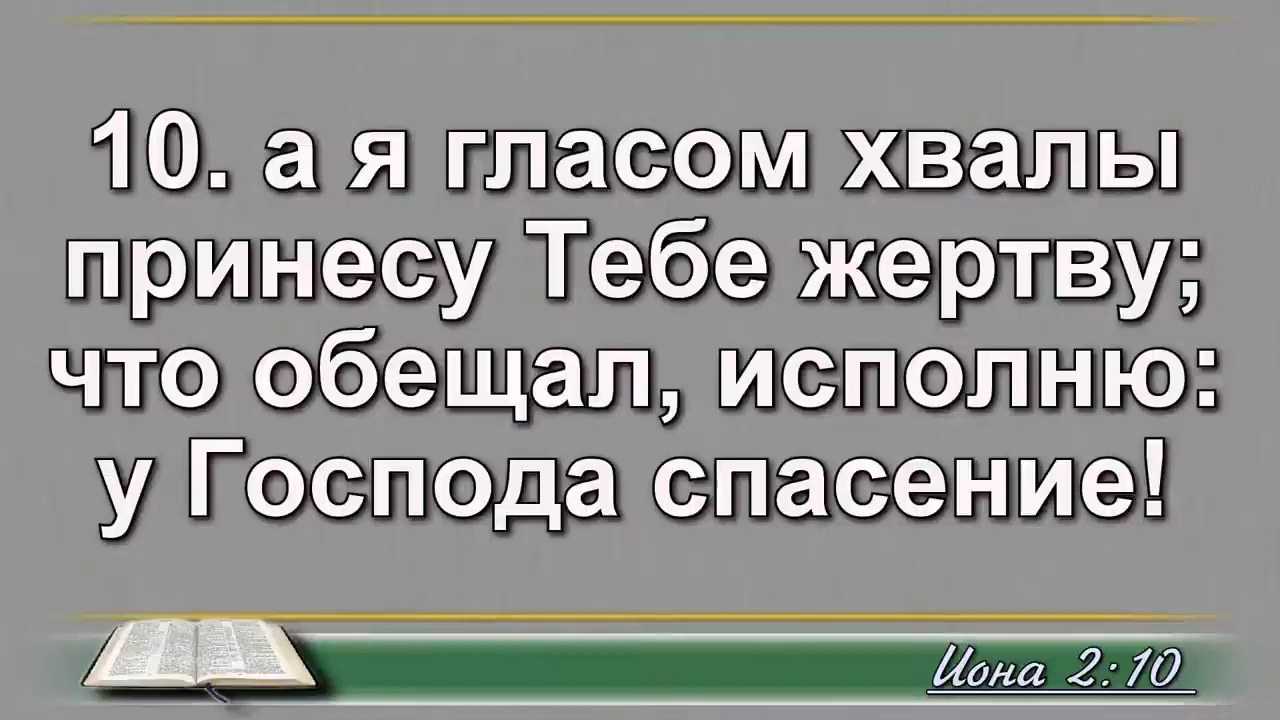 10. а я гласом хвалы
принесу Тебе жертву;
что обещал, исполню:
у Господа спасение!
Иона 2:10